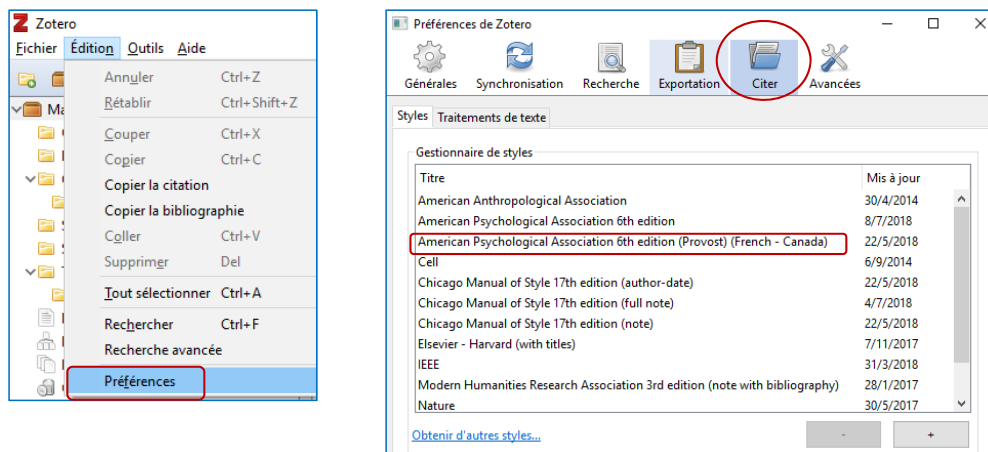 Zotero
Fichier Édition Outils Aide
Ma
Annuler Ctrl+Z
Rétablir Ctrl+Shift+Z
Couper Ctrl+X
Copier Ctrl+C
Copier la citation
Copier la bibliographie
Coller Ctrl+V
Supprimer Del
Tout sélectionner Ctrl+A
Rechercher Ctrl+F
Recherche avancée
Préférences
Préférences de Zotero
Générales Synchronisation Recherche Exportation Citer Avancées
Styles Traitements de texte
Gestionnaire de styles
Titre Mis à jour
American Anthropological Association 30/4/2014
American Psychological Association 6th edition 8/7/2018
American Psychological Association 6th edition (Provost) (French - Canada) 22/5/2018
Cell 6/9/2014
Chicago Manual of Style 17th edition (author-date) 22/5/2018
Chicago Manual of Style 17th edition (full note) 4/7/2018
Chicago Manual of Style 17th edition (note) 22/5/2018
Elsevier - Harvard (with titles) 7/11/2017
IEEE 31/3/2018
Modern Humanities Research Association 3rd edition (note with bibliography) 28/1/2017
Nature 30/5/2017
Obtenir d'autres styles... - +